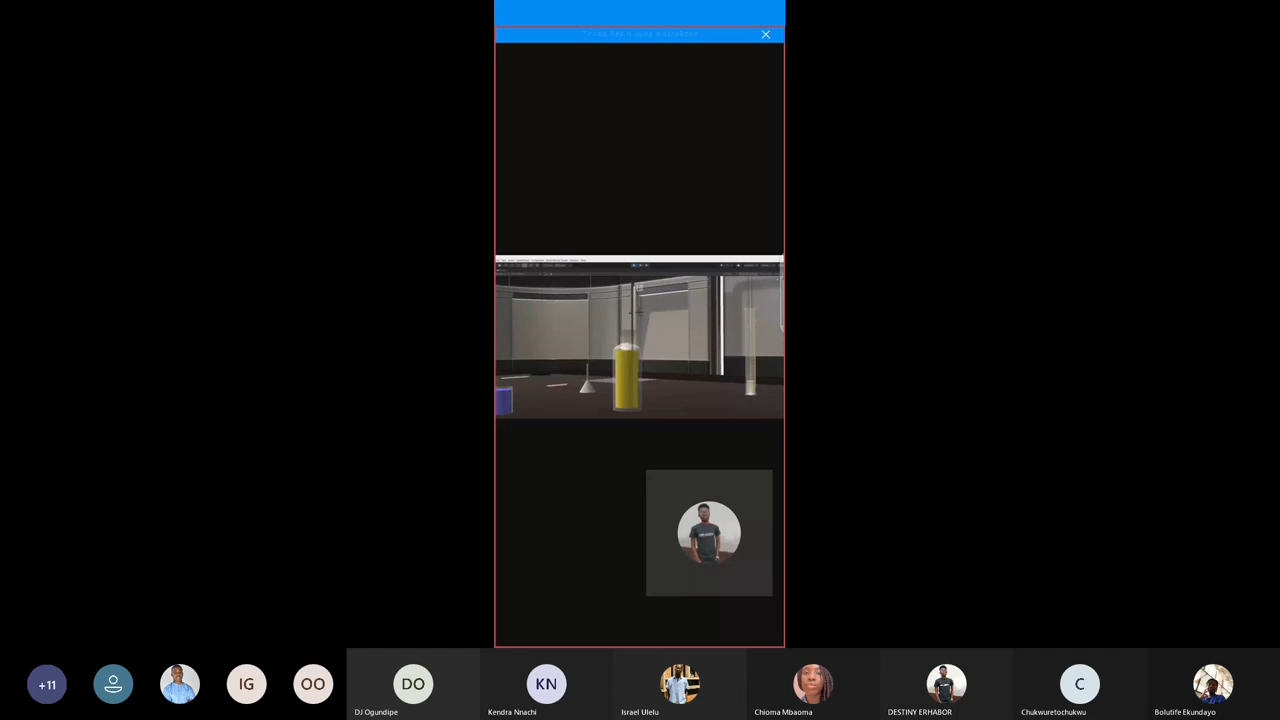 +11
IG
OO
DO
KN
C
DJ Ogundipe
Kendra Nnachi
Israel Ulelu
Chioma Mbaoma
DESTINY ERHABOR
Chukwuretochukwu
Bolutife Ekundayo